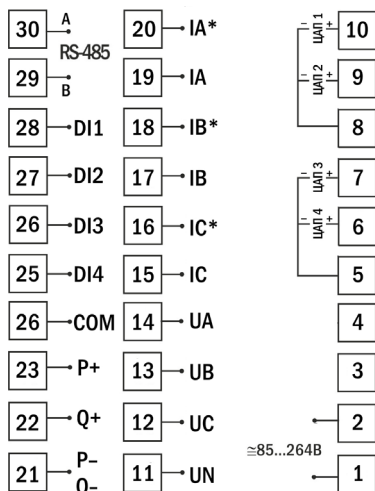 30 A 20 IA* ЦАП 1 − + 10
RS-485
29 B 19 IA ЦАП 2 − + 9
28 DI1 18 IB* 8
27 DI2 17 IB ЦАП 3 − + 7
26 DI3 16 IC* ЦАП 4 − + 6
25 DI4 15 IC 5
26 COM 14 UA 4
23 P+ 13 UB 3
22 Q+ 12 UC 2
≅85...264В
21 P− 11 UN 1
Q−